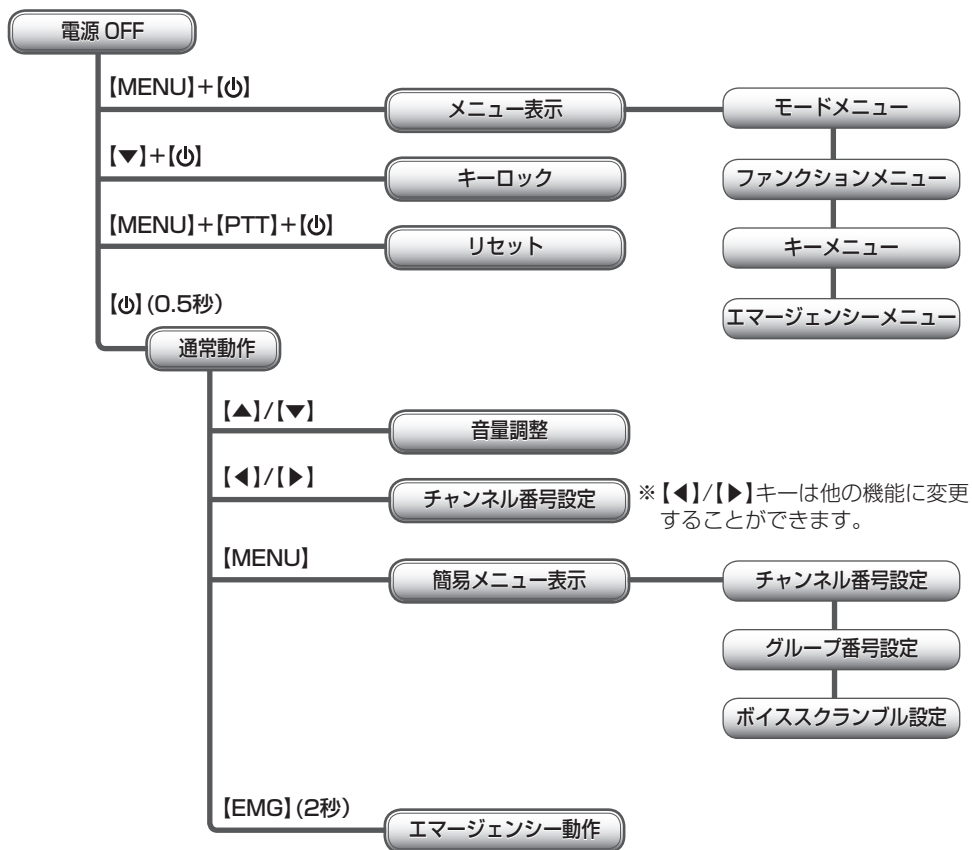 電源 OFF
【MENU】+【⏻】
メニュー表示
モードメニュー
【▼】+【⏻】
キーロック
ファンクションメニュー
【MENU】+【PTT】+【⏻】
リセット
キーメニュー
【⏻】(0.5秒)
エマージェンシーメニュー
通常動作
【▲】/【▼】
音量調整
【◀】/【▶】
チャンネル番号設定
※【◀】/【▶】キーは他の機能に変更
することができます。
【MENU】
簡易メニュー表示
チャンネル番号設定
グループ番号設定
ボイススクランブル設定
【EMG】(2秒)
エマージェンシー動作